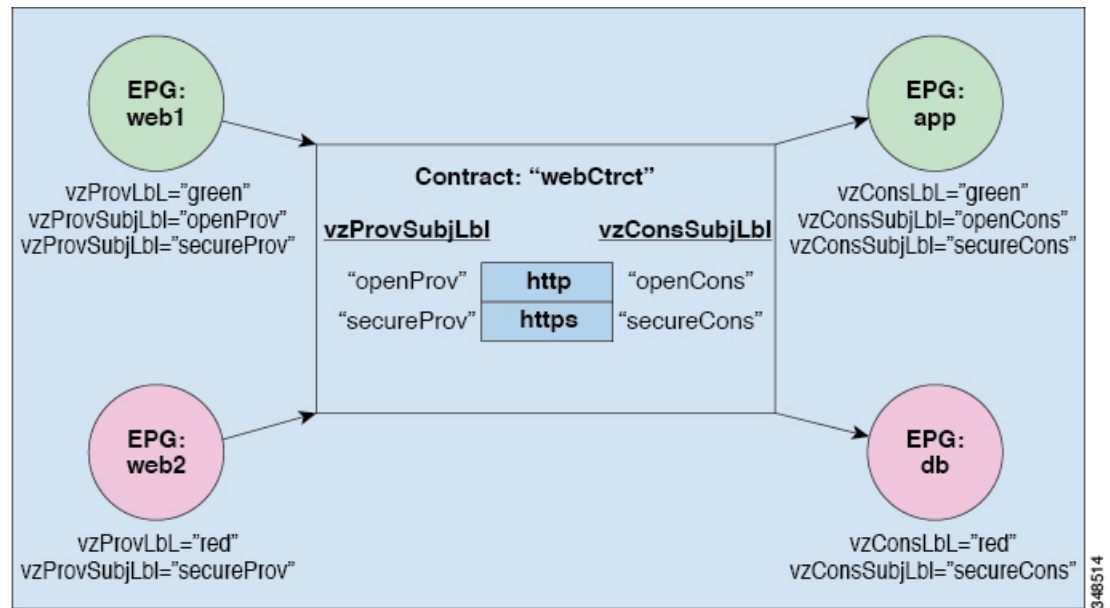 EPG:
web1
vzProvLbL="green"
vzProvSubjLbl="openProv"
vzProvSubjLbl="secureProv"
EPG:
app
vzConsLbL="green"
vzConsSubjLbl="openCons"
vzConsSubjLbl="secureCons"
Contract: “webCtrct”
vzProvSubjLbl vzConsSubjLbl
“openProv” http “openCons”
“secureProv” https “secureCons”
EPG:
web2
vzProvLbL="red"
vzProvSubjLbl="secureProv"
EPG:
db
vzConsLbL="red"
vzConsSubjLbl="secureCons"
348514